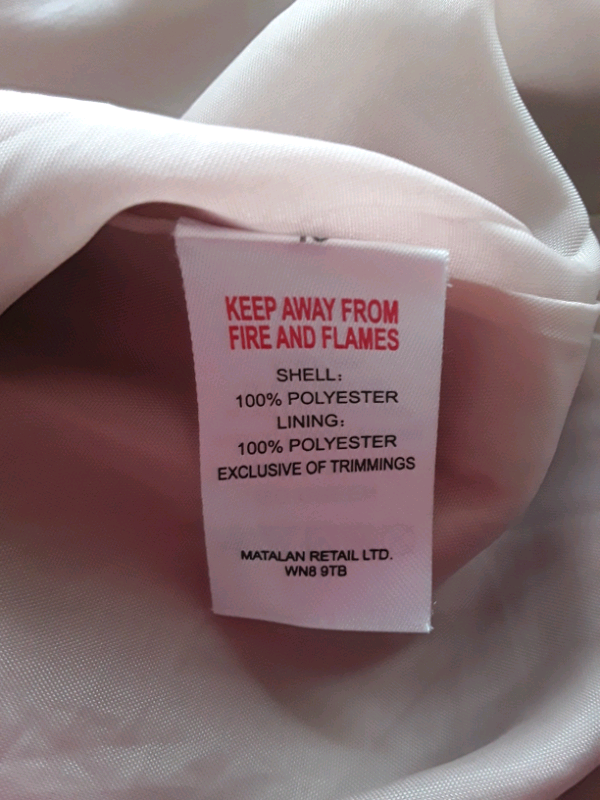 KEEP AWAY FROM
FIRE AND FLAMES
SHELL:
100% POLYESTER
LINING:
100% POLYESTER
EXCLUSIVE OF TRIMMINGS
MATALAN RETAIL LTD.
WN8 9TB